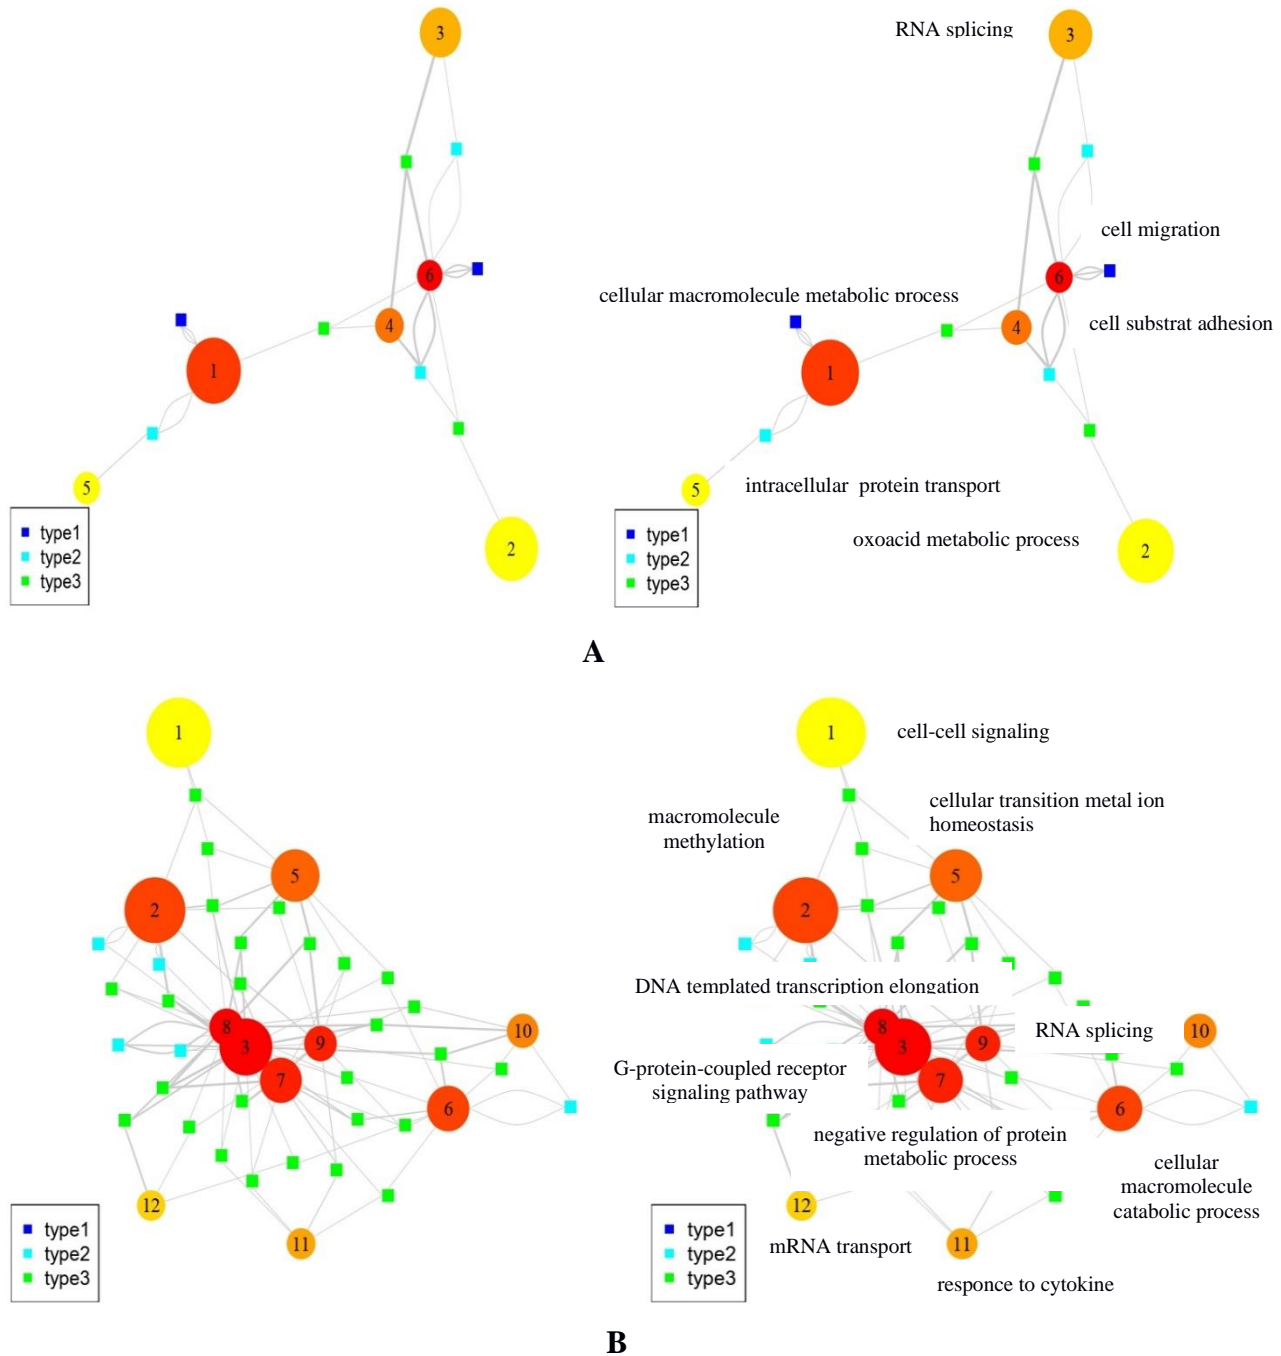 3
6
4
1
5
2
type1
type2
type3
RNA splicing
3
cell migration
6
cellular macromolecule metabolic process
4
cell substrat adhesion
1
intracellular protein transport
5
oxoacid metabolic process
2
type1
type2
type3
A
1
5
2
8
3
9
10
7
6
12
11
type1
type2
type3
1
cell-cell signaling
cellular transition metal ion
homeostasis
macromolecule
methylation
5
2
DNA templated transcription elongation
8
3
9
RNA splicing
10
G-protein-coupled receptor
signaling pathway
7
6
negative regulation of protein
metabolic process
cellular
macromolecule
catabolic process
12
mRNA transport
11
responce to cytokine
type1
type2
type3
B